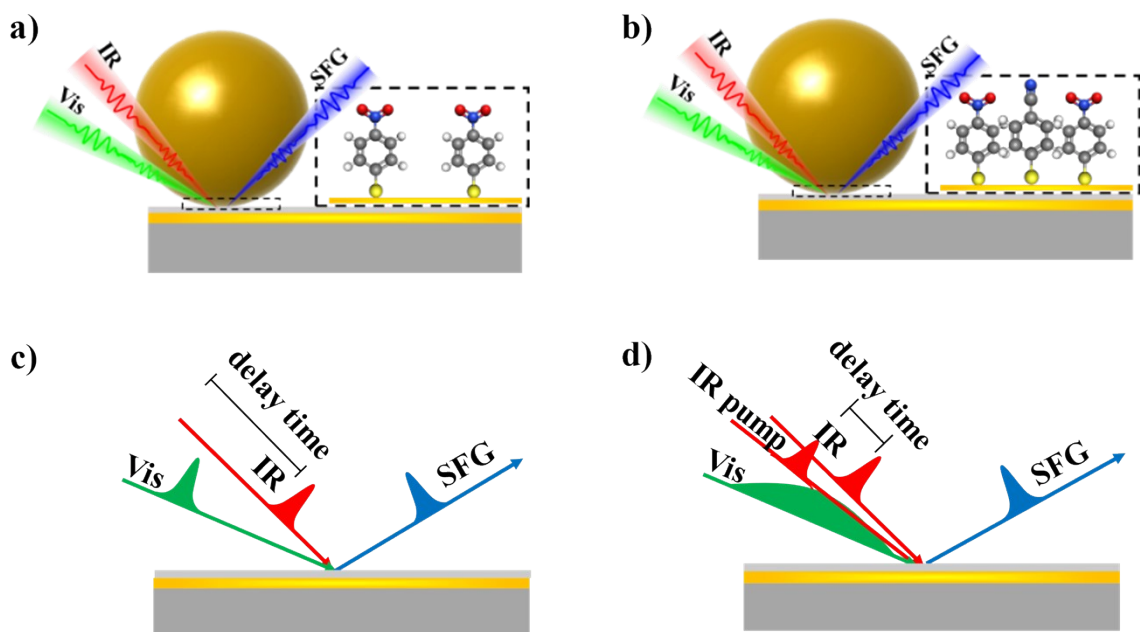 a)
IR
Vis
SFG
b)
IR
Vis
SFG
c)
delay time
Vis
IR
SFG
d)
IR pump
delay time
IR
Vis
SFG